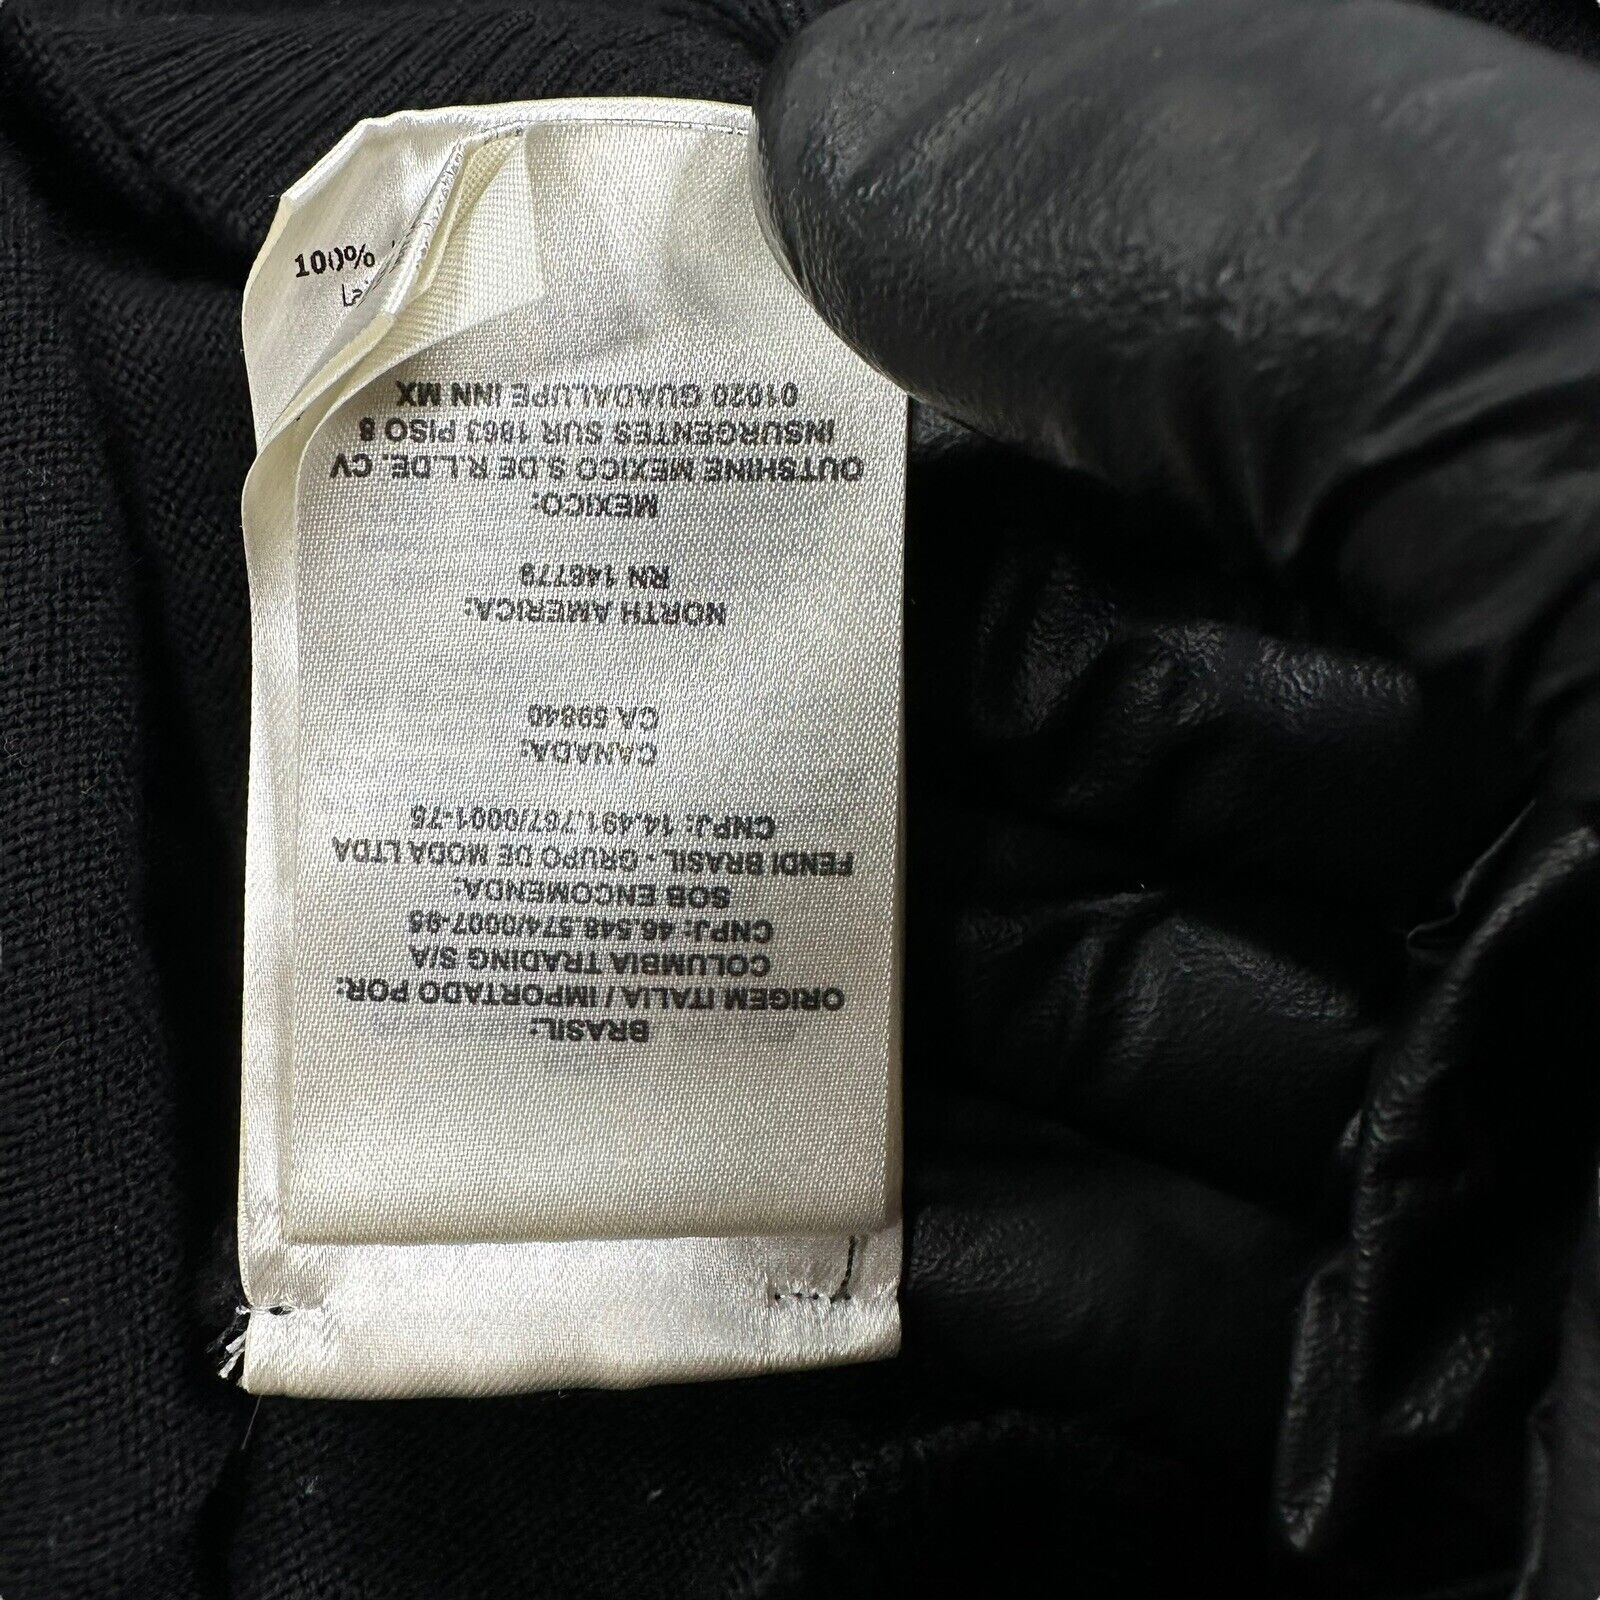 BRASIL:
ORIGEM ITALIA / IMPORTADO POR:
COLUMBIA TRADING S/A
CNPJ: 46.548.574/0007-95
SOB ENCOMENDA:
FENDI BRASIL - GRUPO DE MODA LTDA
CNPJ: 14.491.767/0001-75
CANADA:
CA 59840
NORTH AMERICA:
RN 146779
MEXICO:
OUTSHINE MEXICO S.DE R.L.DE. CV
INSURGENTES SUR 1863 PISO 8
01020 GUADALUPE INN MX
100%